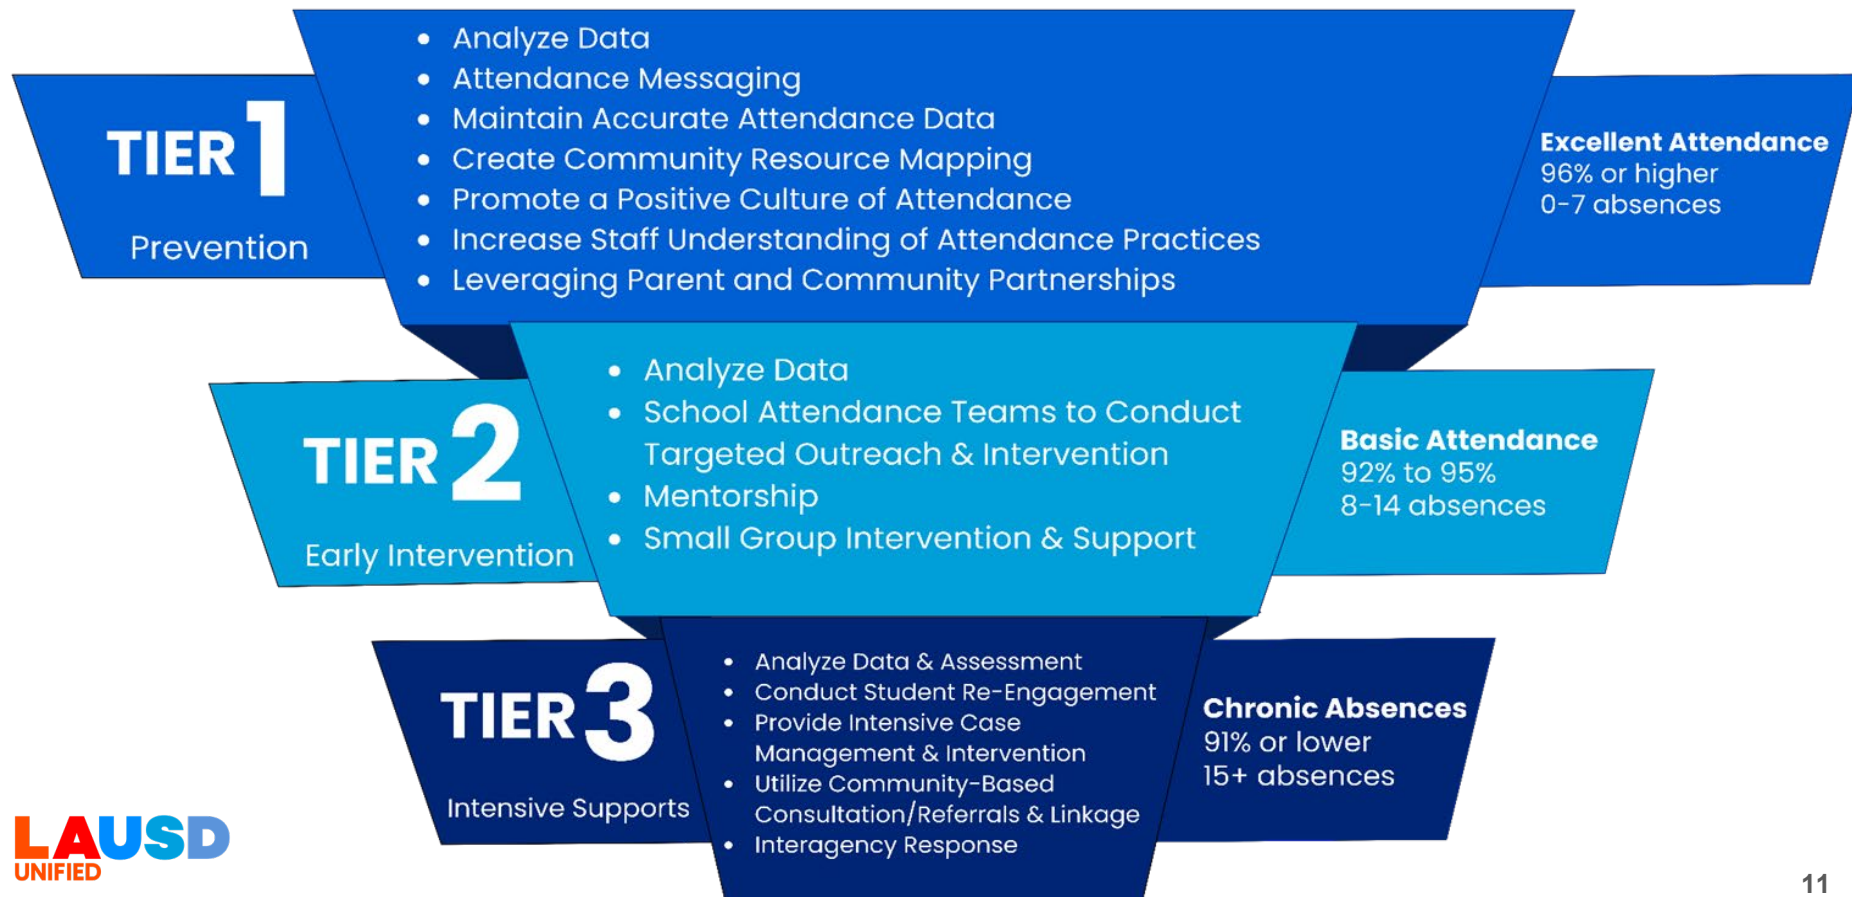 TIER 1
Prevention
• Analyze Data
• Attendance Messaging
• Maintain Accurate Attendance Data
• Create Community Resource Mapping
• Promote a Positive Culture of Attendance
• Increase Staff Understanding of Attendance Practices
• Leveraging Parent and Community Partnerships
Excellent Attendance
96% or higher
0-7 absences
TIER 2
Early Intervention
• Analyze Data
• School Attendance Teams to Conduct
Targeted Outreach & Intervention
• Mentorship
• Small Group Intervention & Support
Basic Attendance
92% to 95%
8-14 absences
TIER 3
Intensive Supports
• Analyze Data & Assessment
• Conduct Student Re-Engagement
• Provide Intensive Case
Management & Intervention
• Utilize Community-Based
Consultation/Referrals & Linkage
• Interagency Response
Chronic Absences
91% or lower
15+ absences
LAUSD
UNIFIED
11